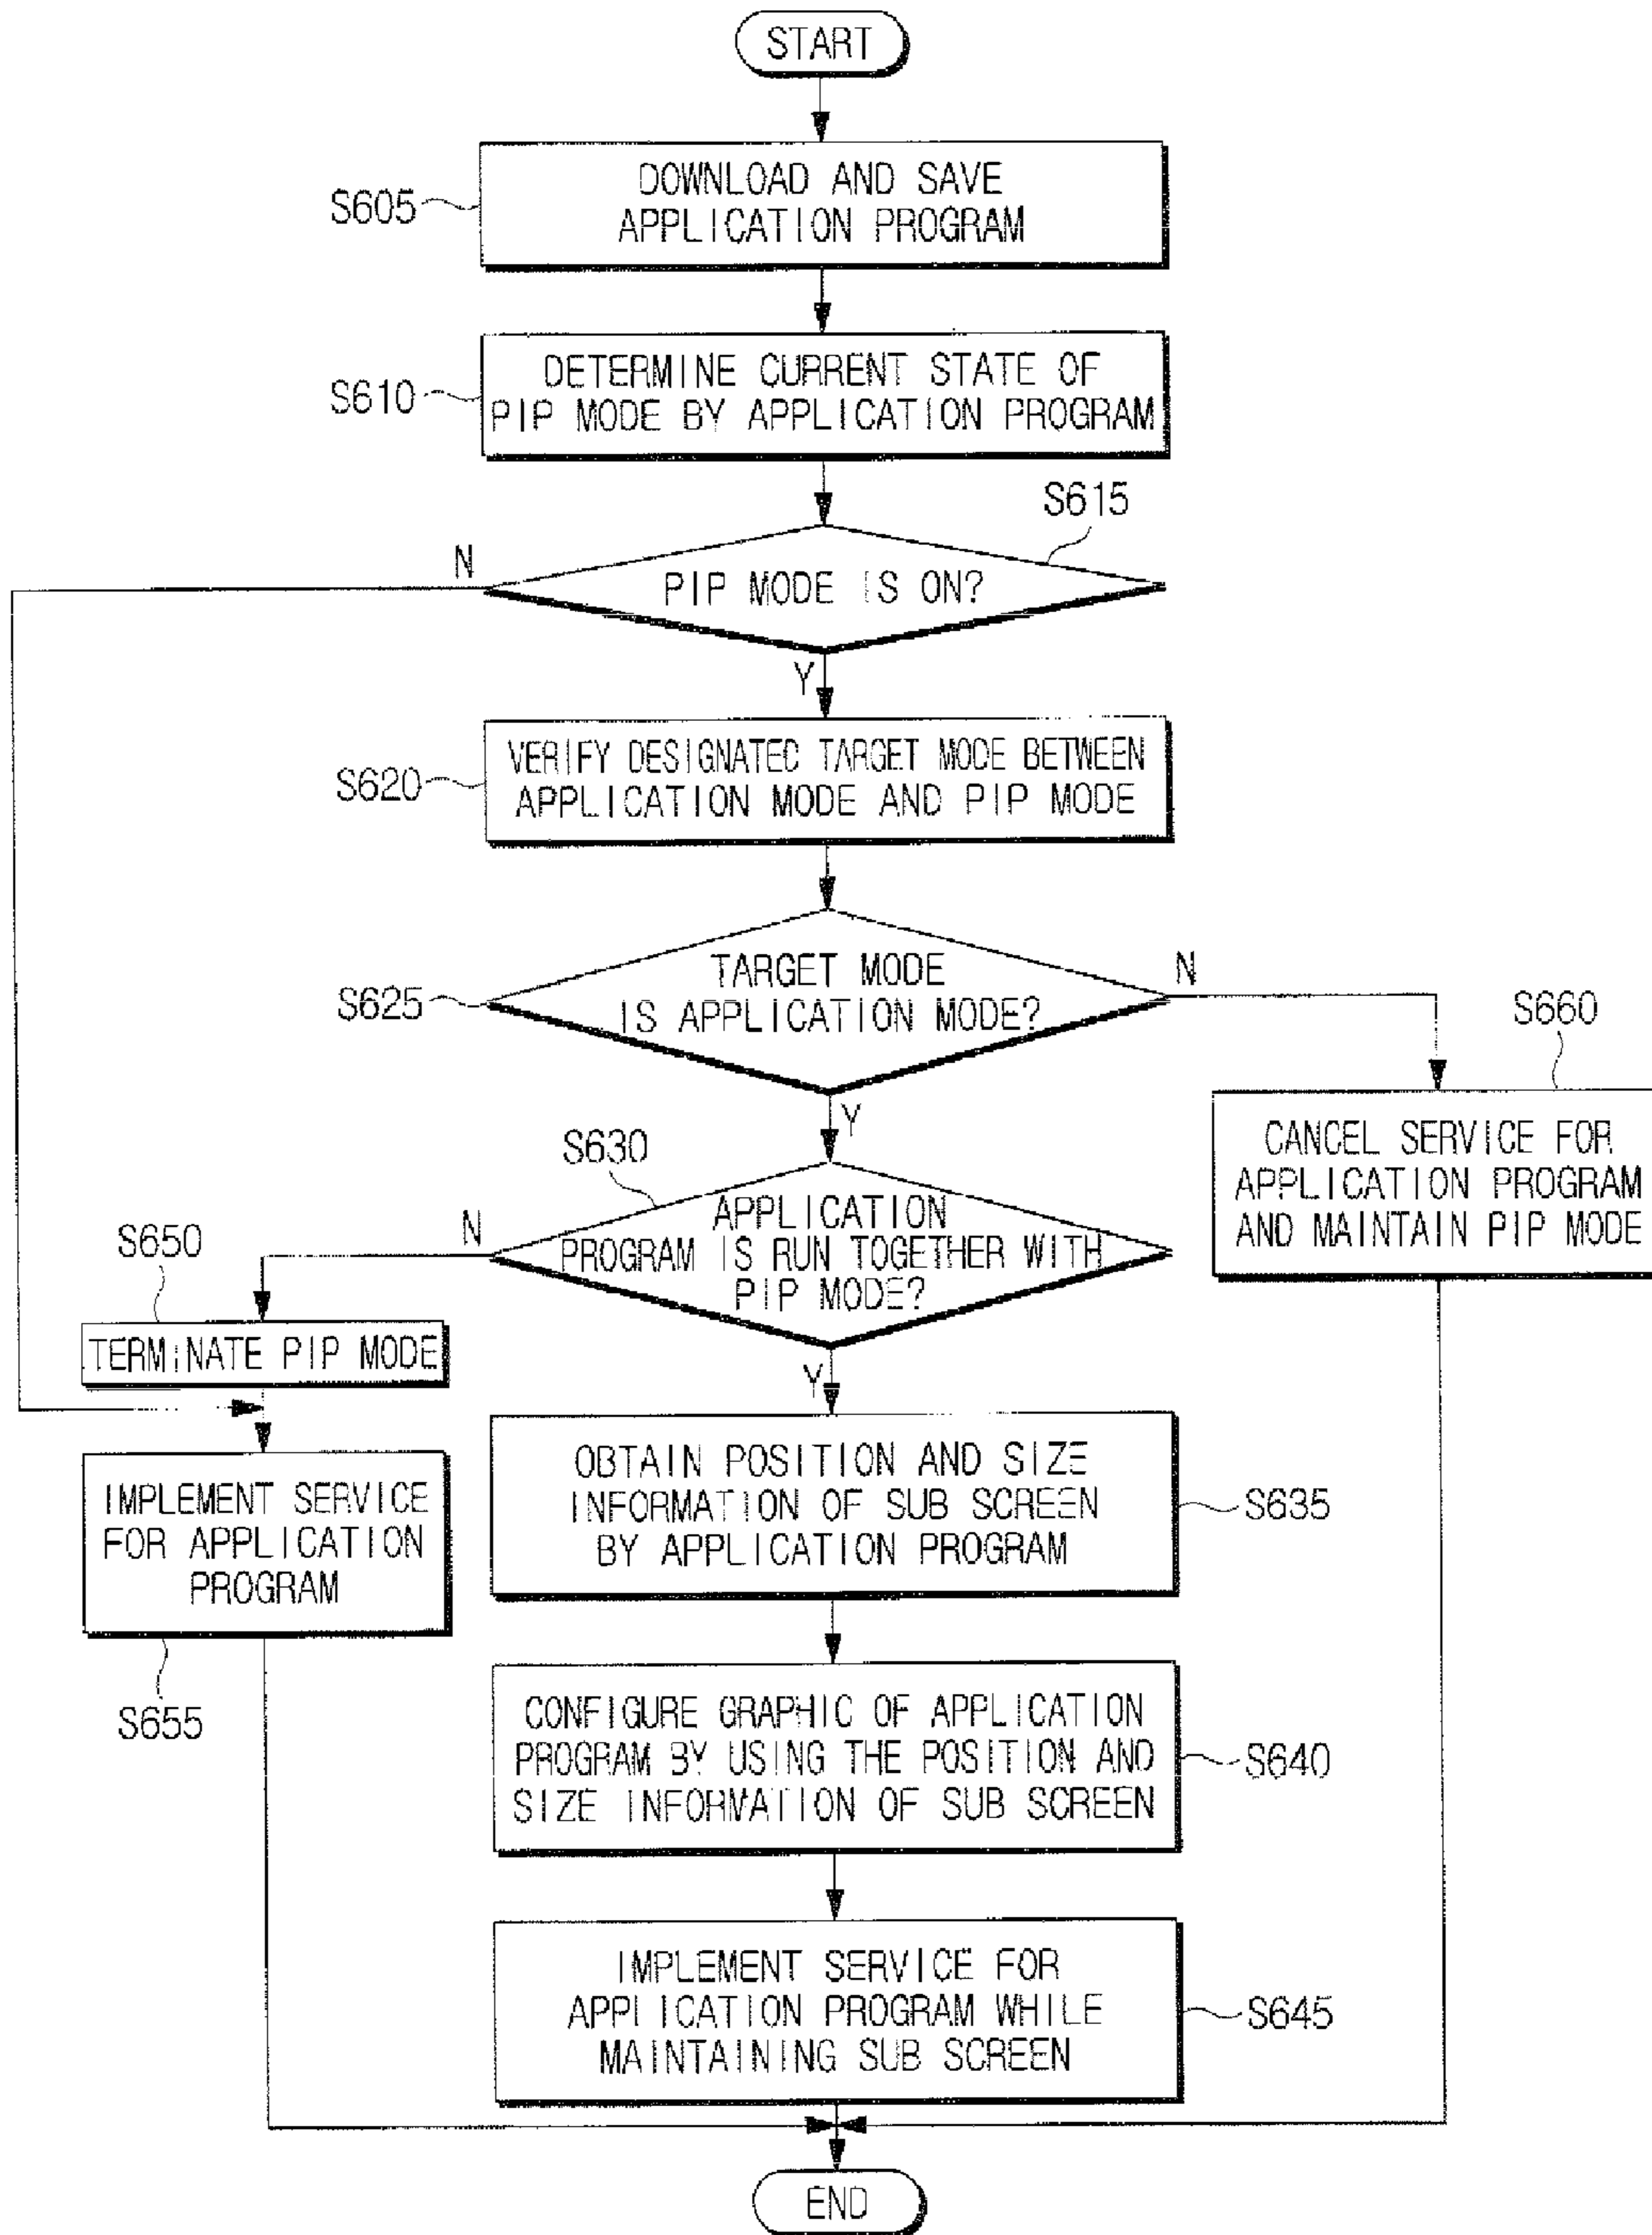 START
S605
DOWNLOAD AND SAVE
APPLICATION PROGRAM
S610
DETERMINE CURRENT STATE OF
PIP MODE BY APPLICATION PROGRAM
S615
N
PIP MODE IS ON?
Y
S620
VERIFY DESIGNATED TARGET MODE BETWEEN
APPLICATION MODE AND PIP MODE
S625
TARGET MODE
IS APPLICATION MODE?
N
S660
Y
CANCEL SERVICE FOR
APPLICATION PROGRAM
AND MAINTAIN PIP MODE
S630
N
APPLICATION
PROGRAM IS RUN TOGETHER WITH
PIP MODE?
S650
TERMINATE PIP MODE
Y
IMPLEMENT SERVICE
FOR APPLICATION
PROGRAM
S655
OBTAIN POSITION AND SIZE
INFORMATION OF SUB SCREEN
BY APPLICATION PROGRAM
S635
CONFIGURE GRAPHIC OF APPLICATION
PROGRAM BY USING THE POSITION AND
SIZE INFORMATION OF SUB SCREEN
S640
IMPLEMENT SERVICE FOR
APPLICATION PROGRAM WHILE
MAINTAINING SUB SCREEN
S645
END